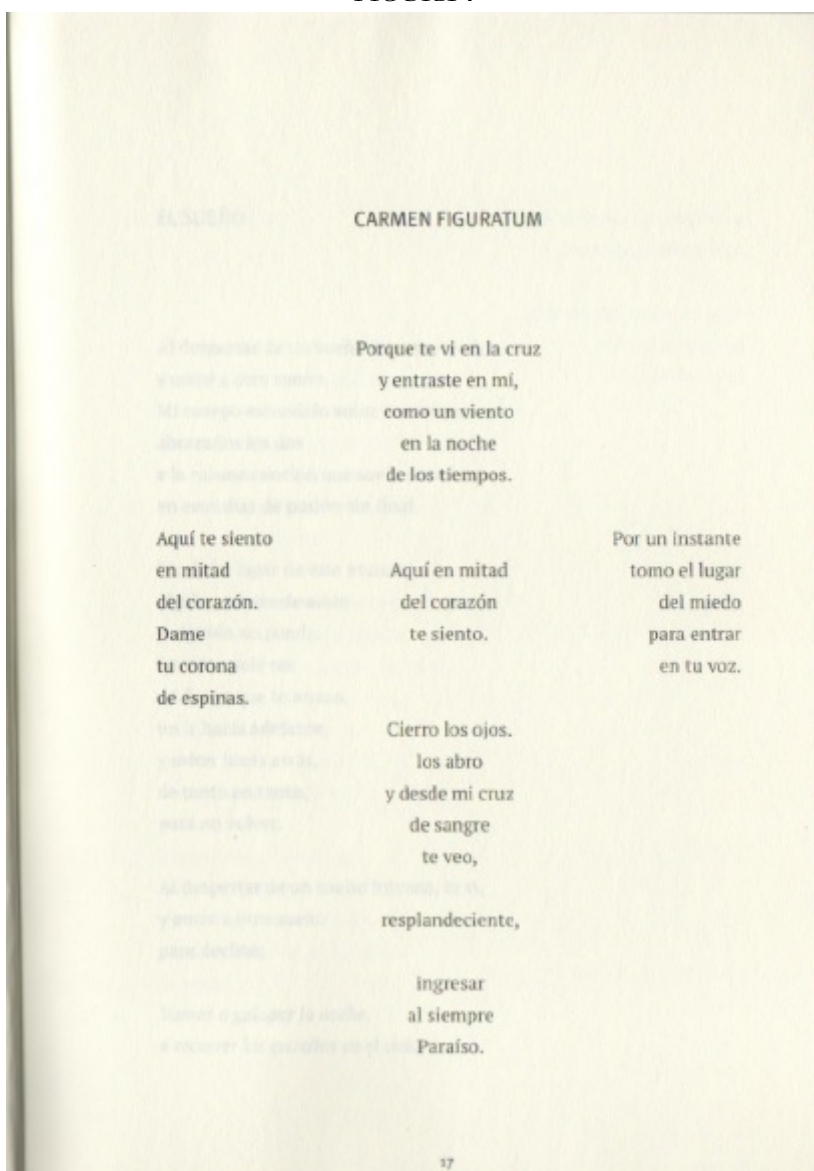 CARMEN FIGURATUM
Porque te vi en la cruz
y entraste en mí,
como un viento
en la noche
de los tiempos.
Aquí te siento
en mitad
del corazón.
Dame
tu corona
de espinas.
Aquí en mitad
del corazón
te siento.
Por un instante
tomo el lugar
del miedo
para entrar
en tu voz.
Cierro los ojos.
los abro
y desde mi cruz
de sangre
te veo,
resplandeciente,
ingresar
al siempre
Paraíso.
17